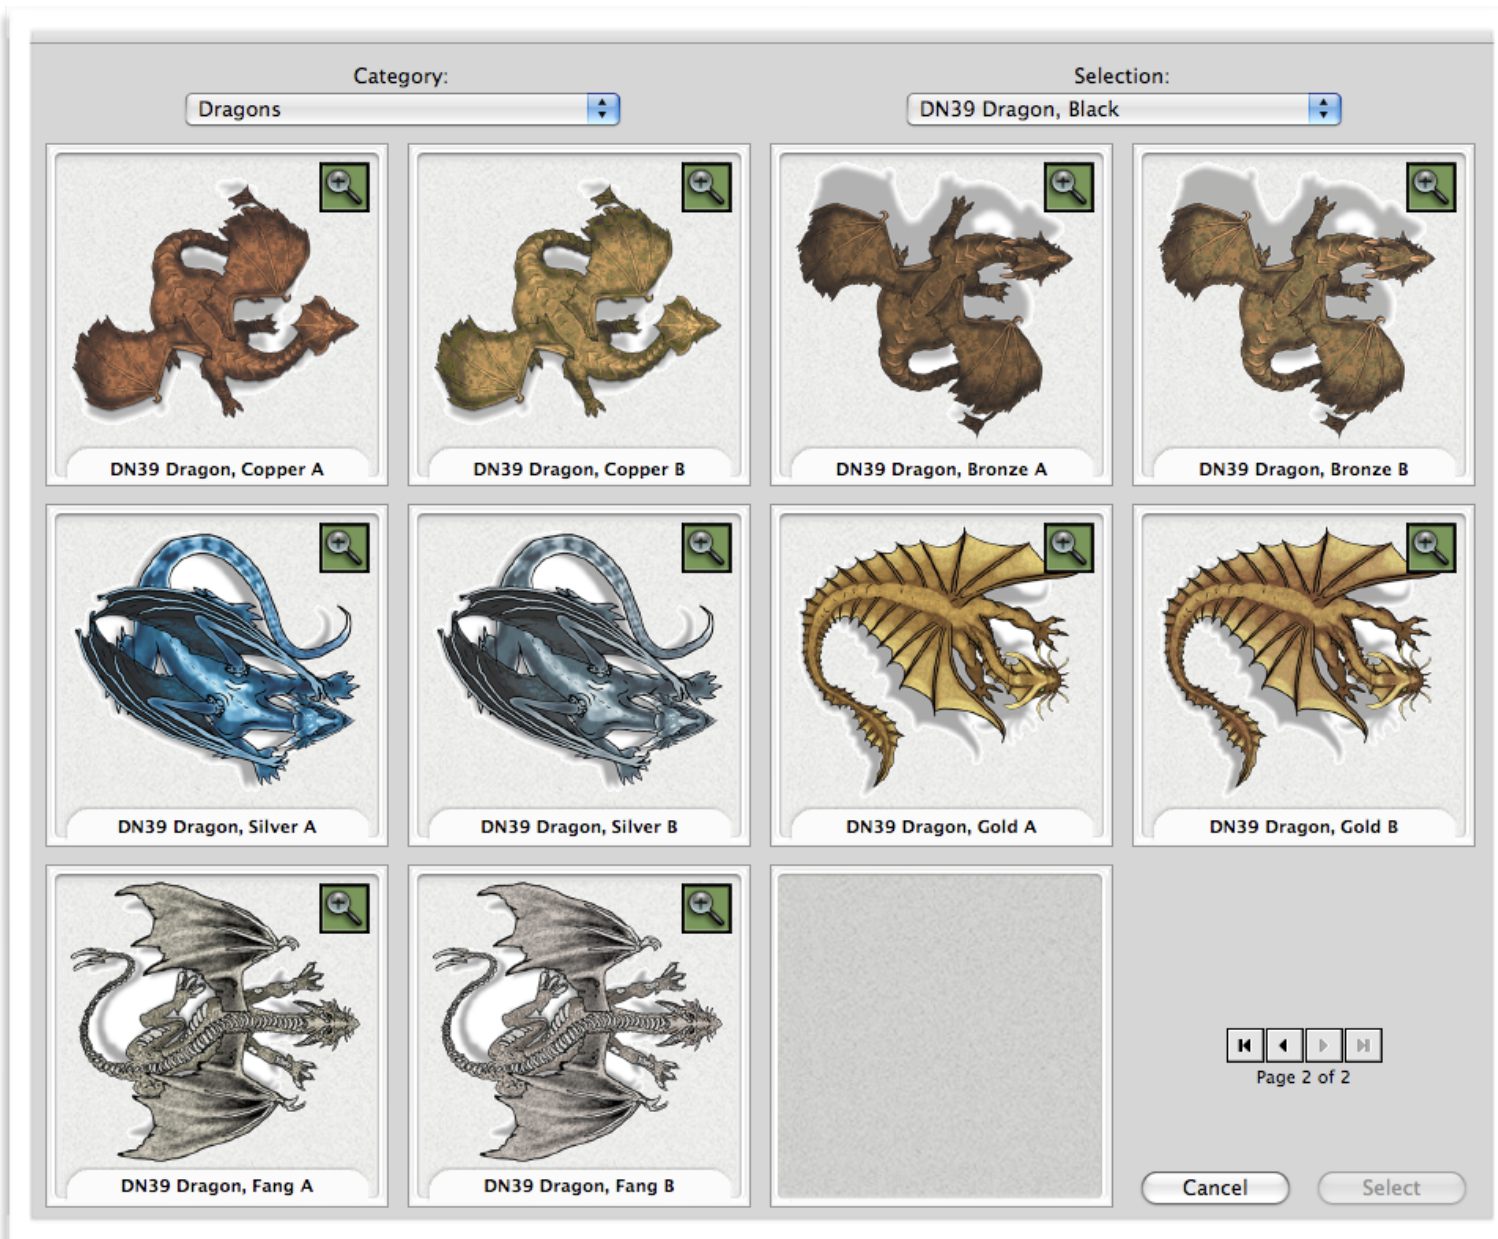 Category:
Selection:
Dragons
DN39 Dragon, Black
DN39 Dragon, Copper A
DN39 Dragon, Copper B
DN39 Dragon, Bronze A
DN39 Dragon, Bronze B
DN39 Dragon, Silver A
DN39 Dragon, Silver B
DN39 Dragon, Gold A
DN39 Dragon, Gold B
DN39 Dragon, Fang A
DN39 Dragon, Fang B
Page 2 of 2
Cancel
Select